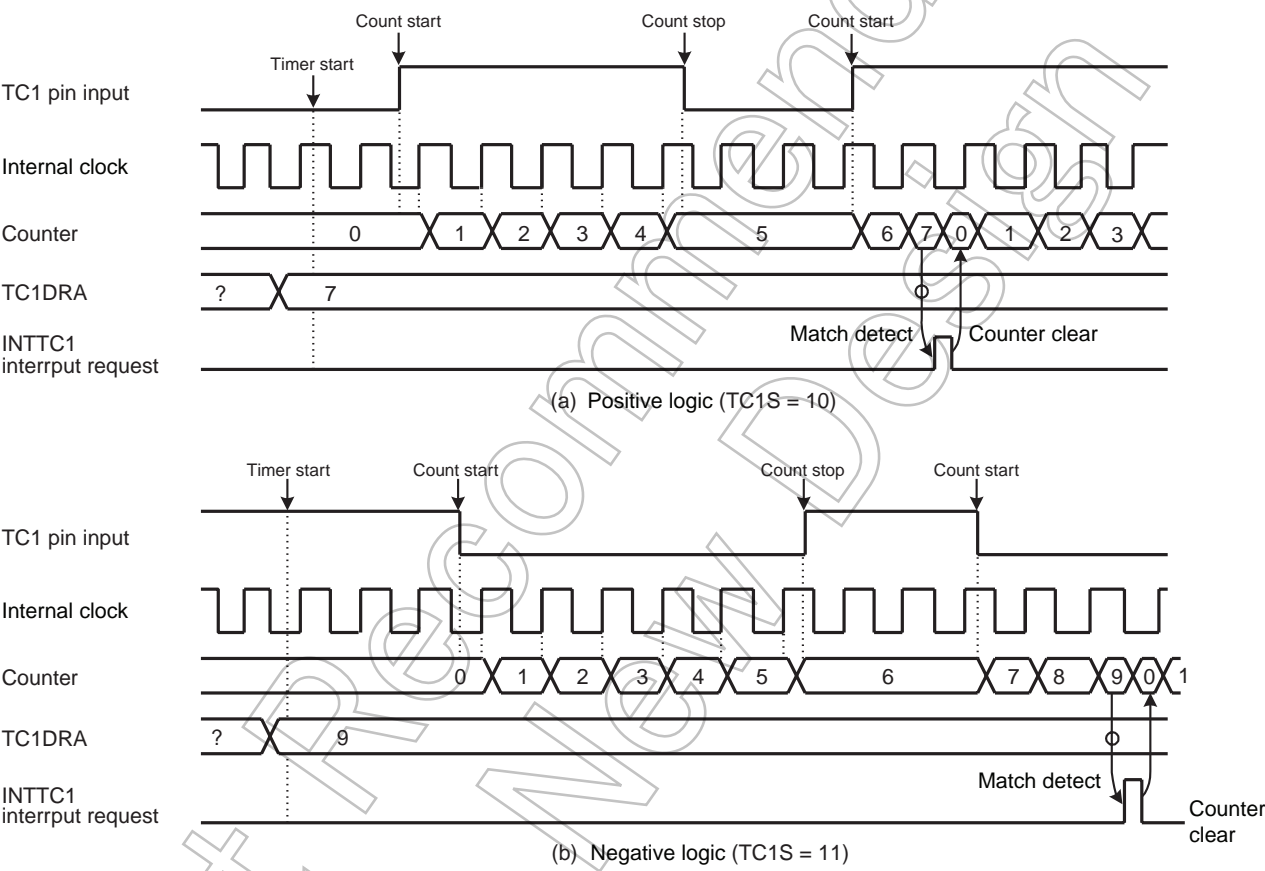 Count start Count stop Count start
Timer start
TC1 pin input
Internal clock
Counter 0 1 2 3 4 5 6 7 0 1 2 3
TC1DRA ? 7
Match detect Counter clear
INTTC1
interrput request
(a) Positive logic (TC1S = 10)
Timer start Count start Count stop Count start
TC1 pin input
Internal clock
Counter 0 1 2 3 4 5 6 7 8 9 0 1
TC1DRA ? 9
Match detect
INTTC1
interrput request
Counter
clear
(b) Negative logic (TC1S = 11)
Recommend
New Design